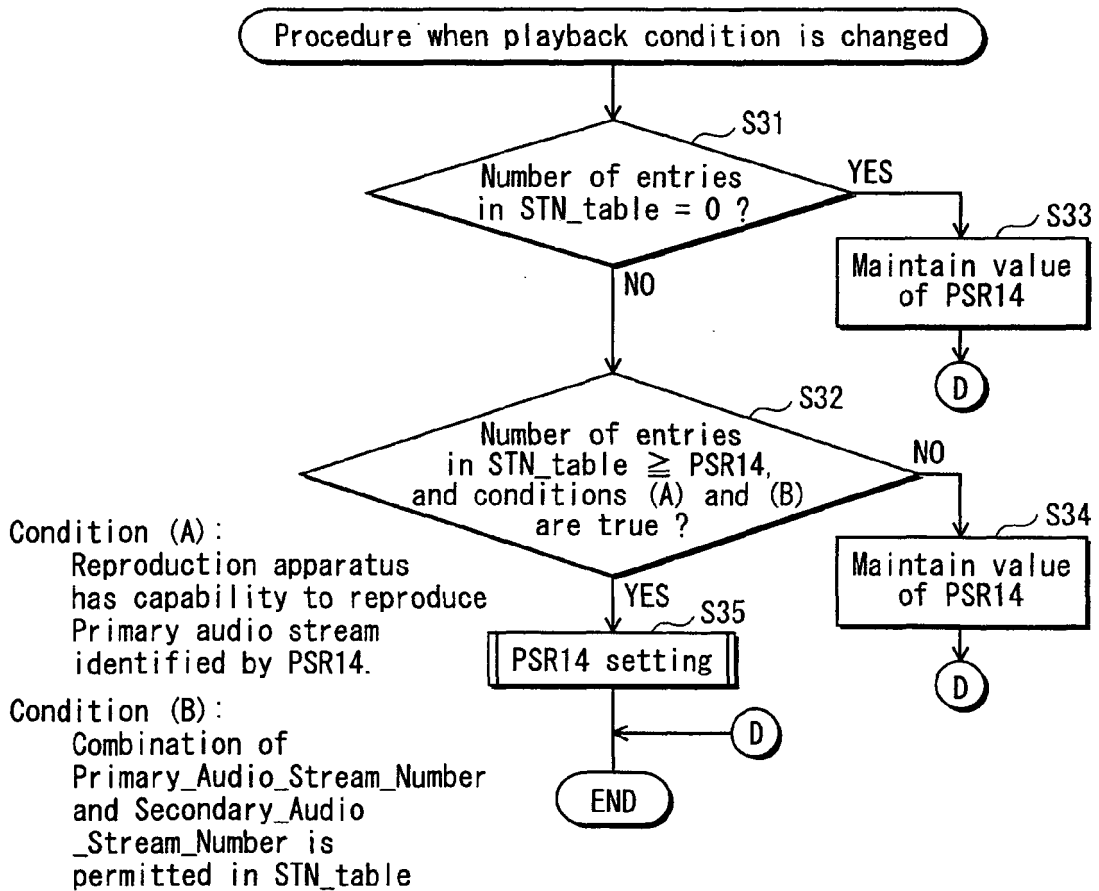 Procedure when playback condition is changed
S31
Number of entries
in STN_table = 0 ?
YES
S33
Maintain value
of PSR14
D
NO
S32
Number of entries
in STN_table ≧ PSR14,
and conditions (A) and (B)
are true ?
NO
S34
Maintain value
of PSR14
D
YES
S35
PSR14 setting
D
END
Condition (A):
Reproduction apparatus
has capability to reproduce
Primary audio stream
identified by PSR14.
Condition (B):
Combination of
Primary_Audio_Stream_Number
and Secondary_Audio
_Stream_Number is
permitted in STN_table